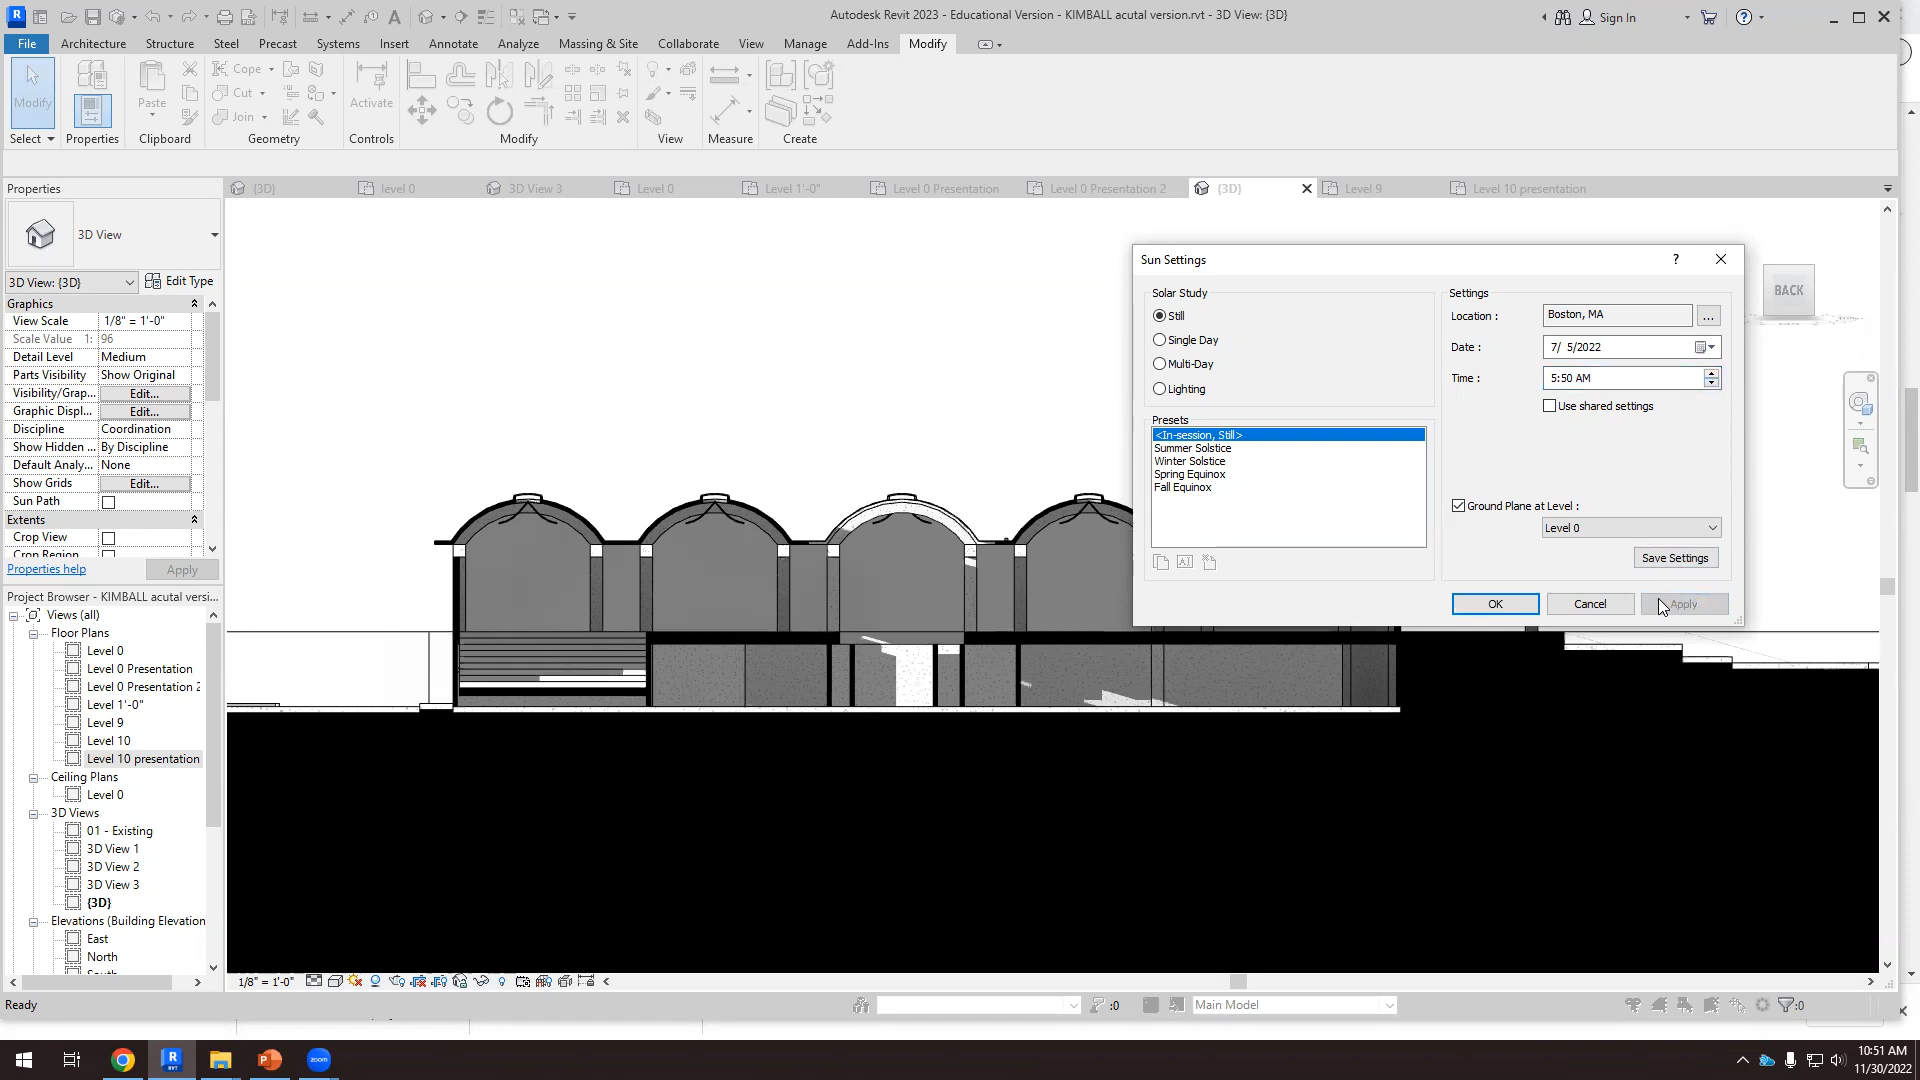 Autodesk Revit 2023 - Educational Version - KIMBALL acutal version.rvt - 3D View: {3D}
Sign In
File Architecture Structure Steel Precast Systems Insert Annotate Analyze Massing & Site Collaborate View Manage Add-Ins Modify
Modify
Paste
Cope
Cut
Join
Activate
Select Properties Clipboard Geometry Controls Modify View Measure Create
Properties
{3D} level 0 3D View 3 Level 0 Level 1'-0" Level 0 Presentation Level 0 Presentation 2 {3D} Level 9 Level 10 presentation
3D View
3D View: {3D} Edit Type
Graphics
View Scale 1/8" = 1'-0"
Scale Value 1: 96
Detail Level Medium
Parts Visibility Show Original
Visibility/Grap... Edit...
Graphic Displ... Edit...
Discipline Coordination
Show Hidden ... By Discipline
Default Analy... None
Show Grids Edit...
Sun Path
Extents
Crop View
Crop Region
Properties help Apply
Project Browser - KIMBALL acutal versi...
Views (all)
Floor Plans
Level 0
Level 0 Presentation
Level 0 Presentation 2
Level 1'-0"
Level 9
Level 10
Level 10 presentation
Ceiling Plans
Level 0
3D Views
01 - Existing
3D View 1
3D View 2
3D View 3
{3D}
Elevations (Building Elevation
East
North
South
Sun Settings
Solar Study
Still
Single Day
Multi-Day
Lighting
Presets
<In-session, Still>
Summer Solstice
Winter Solstice
Spring Equinox
Fall Equinox
Settings
Location : Boston, MA ...
Date : 7/ 5/2022
Time : 5:50 AM
Use shared settings
Ground Plane at Level :
Level 0
Save Settings
OK Cancel Apply
BACK
1/8" = 1'-0"
Ready
:0
Main Model
:0
RVT
zoom
10:51 AM
11/30/2022